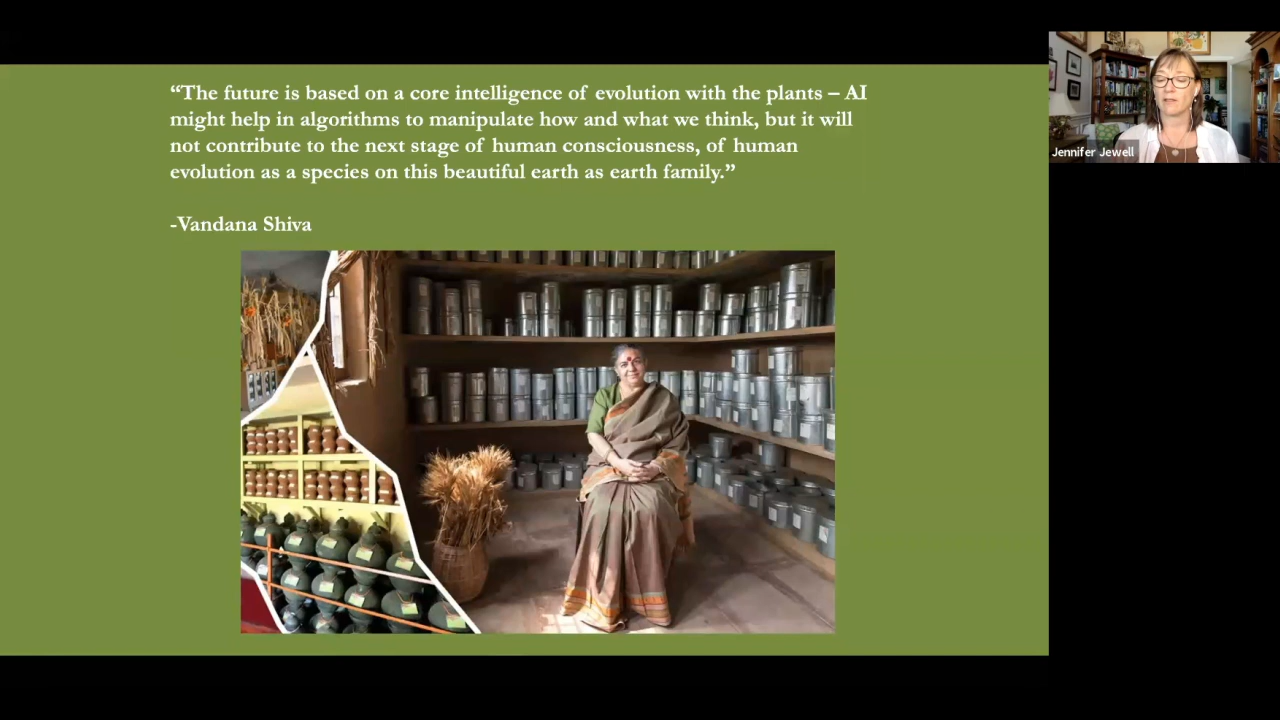 “The future is based on a core intelligence of evolution with the plants – AI
might help in algorithms to manipulate how and what we think, but it will
not contribute to the next stage of human consciousness, of human
evolution as a species on this beautiful earth as earth family.”
-Vandana Shiva
Jennifer Jewell